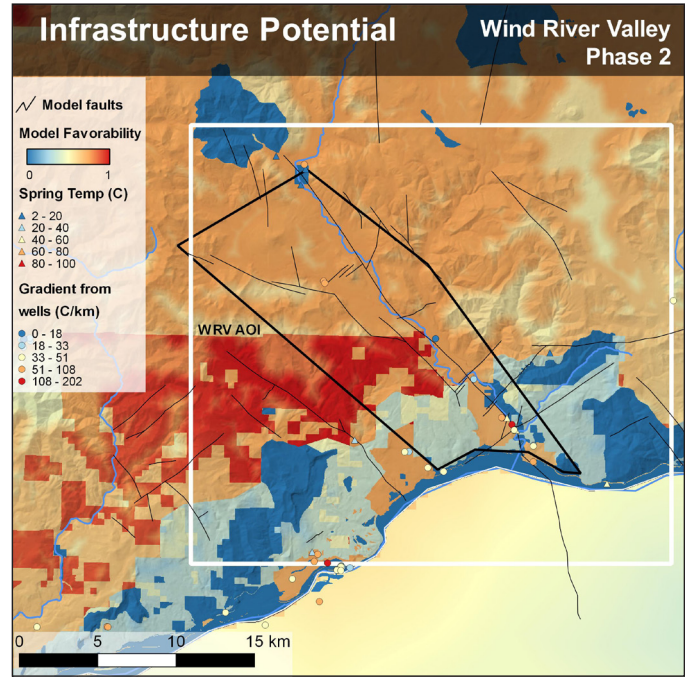 Infrastructure Potential
Wind River Valley
Phase 2
Model faults
Model Favorability
0 1
Spring Temp (C)
2 - 20
20 - 40
40 - 60
60 - 80
80 - 100
Gradient from
wells (C/km)
0 - 18
18 - 33
33 - 51
51 - 108
108 - 202
WRV AOI
0 5 10 15 km